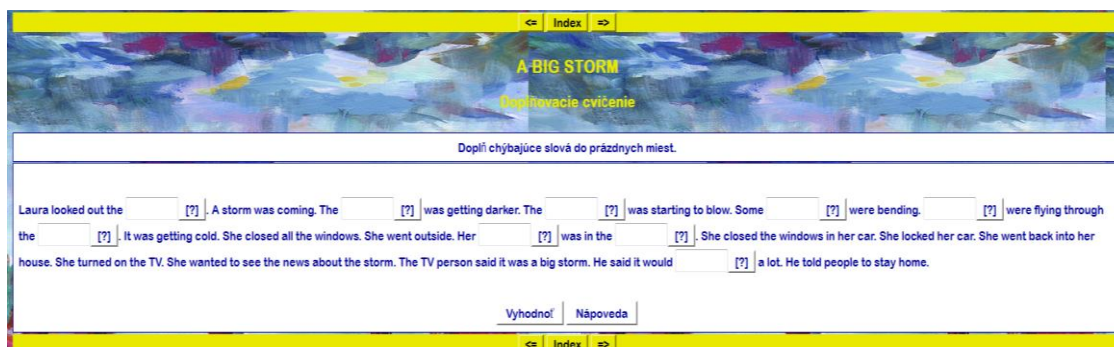 <= Index =>
A BIG STORM
Doplňovacie cvičenie
Doplň chýbajúce slová do prázdnych miest.
Laura looked out the [?] . A storm was coming. The [?] was getting darker. The [?] was starting to blow. Some [?] were bending. [?] were flying through
the [?] . It was getting cold. She closed all the windows. She went outside. Her [?] was in the [?] . She closed the windows in her car. She locked her car. She went back into her
house. She turned on the TV. She wanted to see the news about the storm. The TV person said it was a big storm. He said it would [?] a lot. He told people to stay home.
Vyhodnoť Nápoveda
<= Index =>